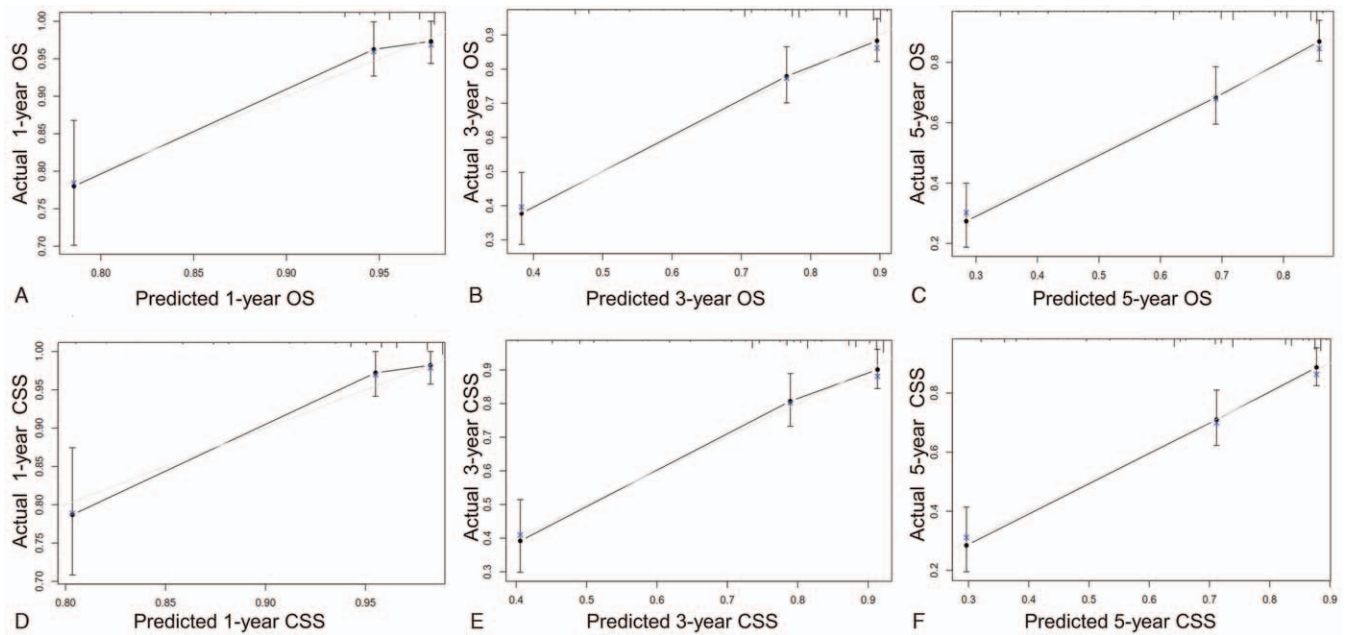 Actual 1-year OS
1.00
0.95
0.90
0.85
0.80
0.75
0.70
0.80 0.85 0.90 0.95
A Predicted 1-year OS
Actual 3-year OS
0.9
0.8
0.7
0.6
0.5
0.4
0.3
0.4 0.5 0.6 0.7 0.8 0.9
B Predicted 3-year OS
Actual 5-year OS
0.8
0.6
0.4
0.2
0.3 0.4 0.5 0.6 0.7 0.8
C Predicted 5-year OS
Actual 1-year CSS
1.00
0.95
0.90
0.85
0.80
0.75
0.70
0.80 0.85 0.90 0.95
D Predicted 1-year CSS
Actual 3-year CSS
0.9
0.8
0.7
0.6
0.5
0.4
0.3
0.4 0.5 0.6 0.7 0.8 0.9
E Predicted 3-year CSS
Actual 5-year CSS
0.8
0.6
0.4
0.2
0.3 0.4 0.5 0.6 0.7 0.8 0.9
F Predicted 5-year CSS